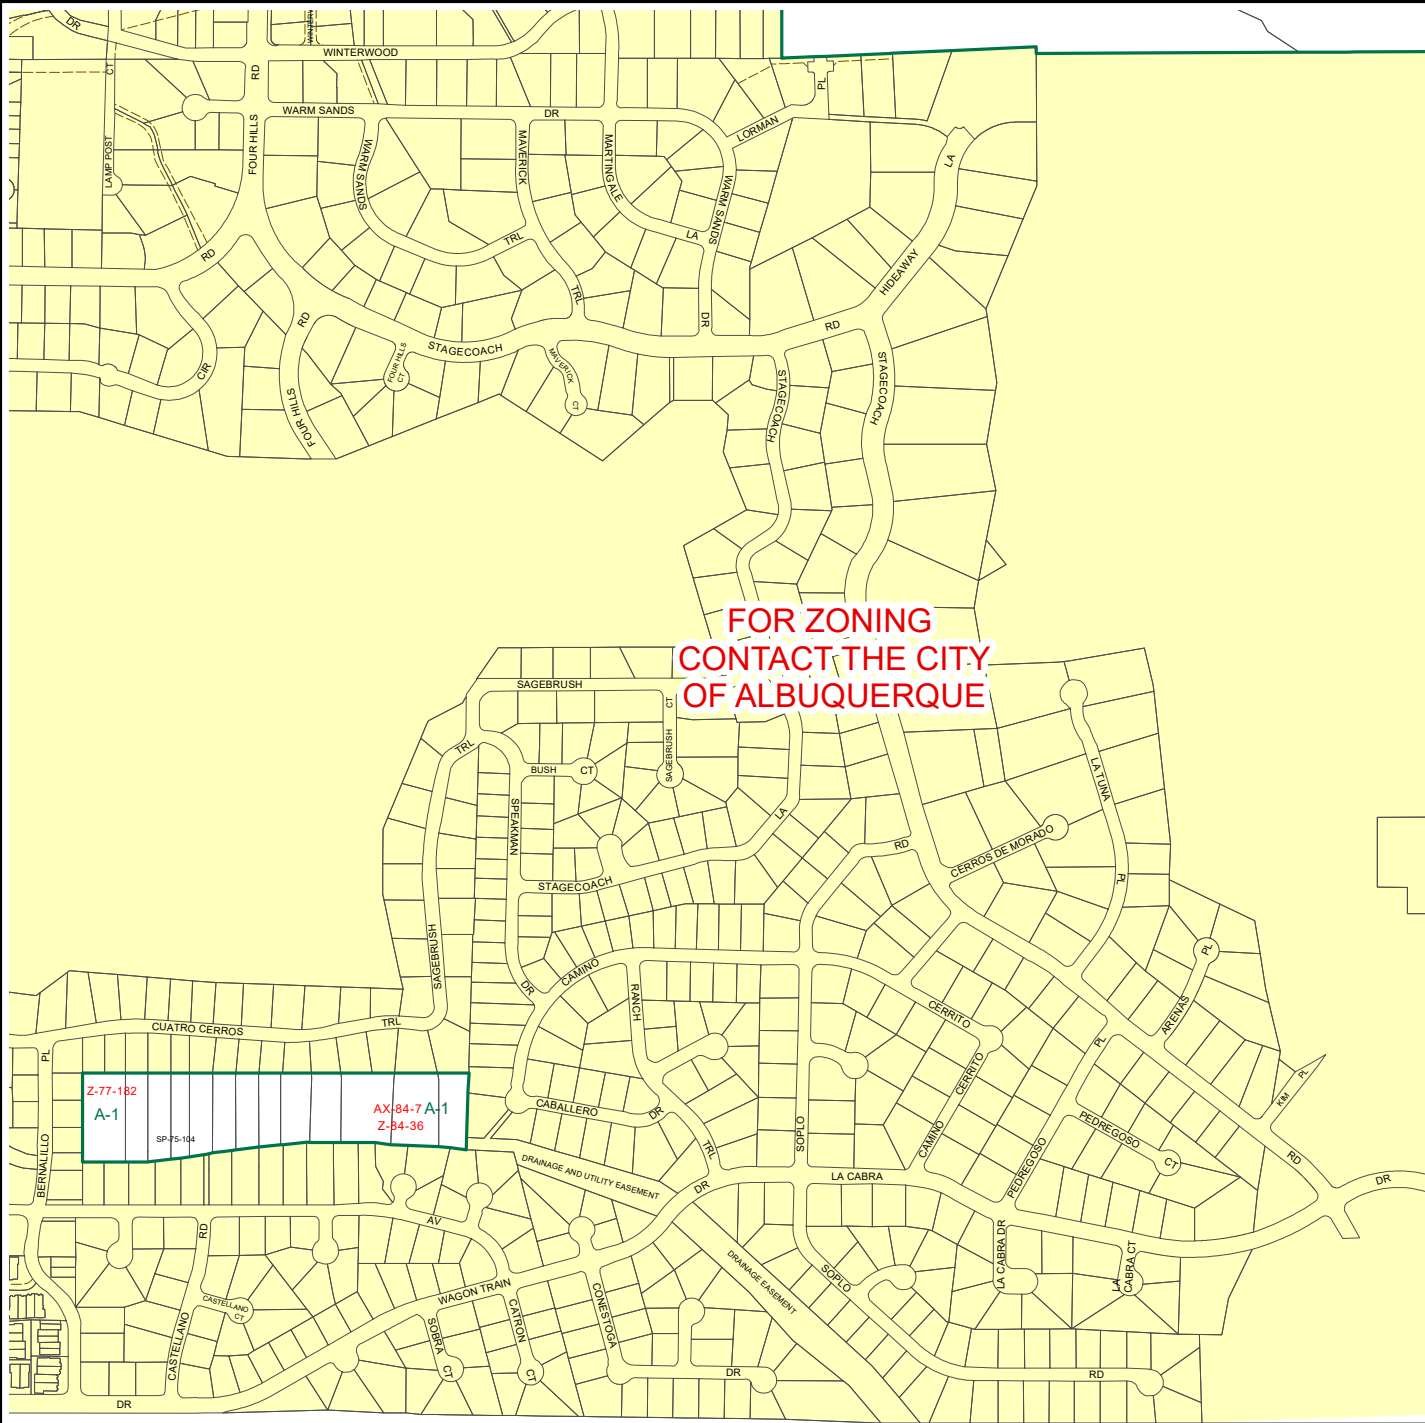 DR
WINTERW
WINTERWOOD
CT
RD
PL
WARM SANDS
DR
LORMAN
FOUR HILLS
LAMP POST
WARM SANDS
MAVERICK
MARTINGALE
WARM SANDS
LA
RD
TRL
LA
HIDEAWAY
TRL
RD
DR
RD
STAGECOACH
FOUR HILLS
CT
MAVERICK
CT
CIR
FOUR HILLS
STAGECOACH
STAGECOACH
FOR ZONING
CONTACT THE CITY
OF ALBUQUERQUE
SAGEBRUSH
CT
SAGEBRUSH
TRL
BUSH
CT
SPEAKMAN
LA
LA TUNA
PL
RD
CERROS DE MORADO
STAGECOACH
SAGEBRUSH
DR
CAMINO
RANCH
CERRITO
PL
ARENAS
CUATRO CERROS
TRL
PL
PL
CERRITO
KIM
PL
Z-77-182
A-1
AX-84-7
A-1
Z-84-36
SP-75-104
CABALLERO
DR
TRL
SOPLO
CAMINO
PEDREGOSO
CT
PEDREGOSO
RD
BERNALILLO
DRAINAGE AND UTILITY EASEMENT
DR
LA CABRA
DR
RD
AV
DRAINAGE EASEMENT
LA CABRA DR
LA
CABRA CT
SOPLO
WAGON TRAIN
CASTELLANO
CT
CASTELLANO
SOBRA
CT
CATRON
CT
CONESTOGA
DR
RD
DR